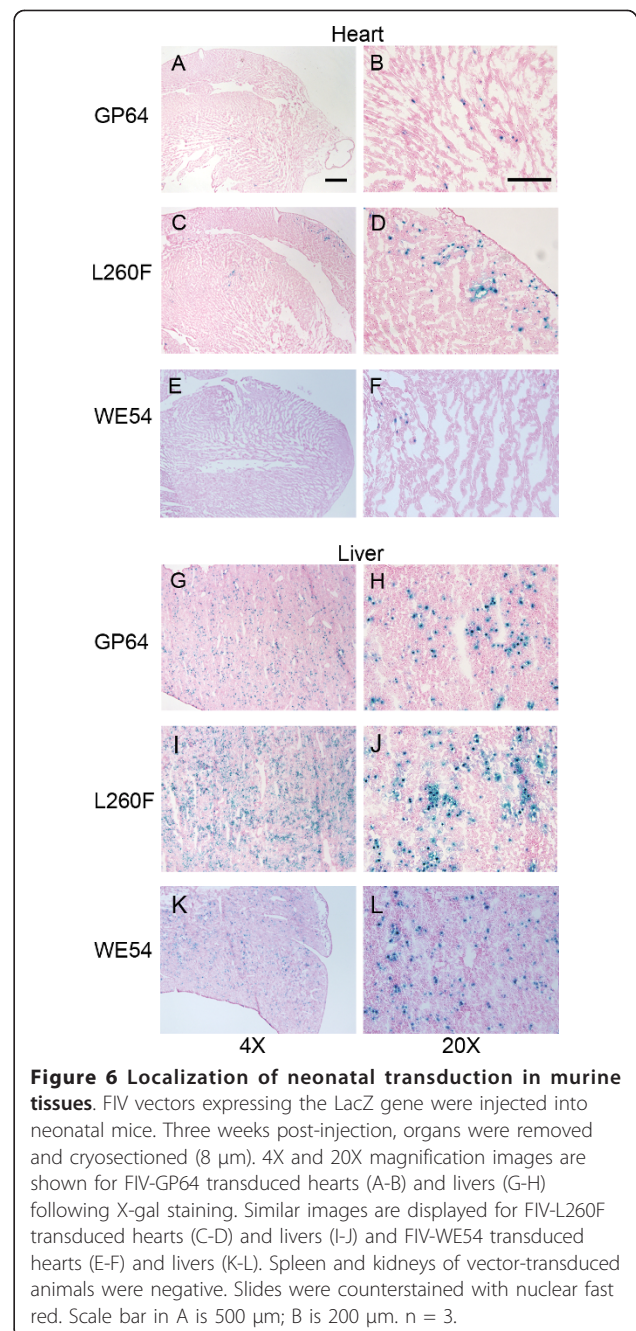 Heart
A B
GP64
C D
L260F
E F
WE54
Liver
G H
GP64
I J
L260F
K L
WE54
4X 20X
Figure 6 Localization of neonatal transduction in murine
tissues. FIV vectors expressing the LacZ gene were injected into
neonatal mice. Three weeks post-injection, organs were removed
and cryosectioned (8 μm). 4X and 20X magnification images are
shown for FIV-GP64 transduced hearts (A-B) and livers (G-H)
following X-gal staining. Similar images are displayed for FIV-L260F
transduced hearts (C-D) and livers (I-J) and FIV-WE54 transduced
hearts (E-F) and livers (K-L). Spleen and kidneys of vector-transduced
animals were negative. Slides were counterstained with nuclear fast
red. Scale bar in A is 500 μm; B is 200 μm. n = 3.